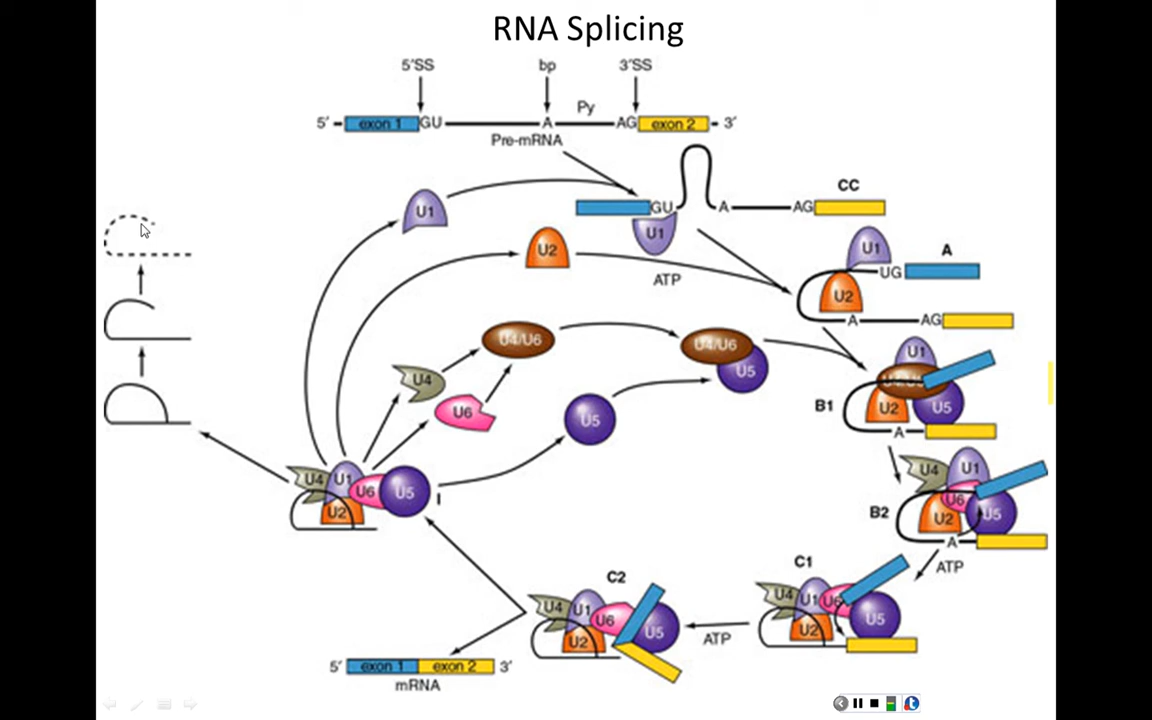 RNA Splicing
5'SS bp 3'SS
Py
5' exon 1 GU A AG exon 2 3'
Pre-mRNA
CC
U1 GU A AG
U1
U2
ATP
U1 A
UG
U2
A AG
U4/U6
U4/U6
U5
U4
U6
U5
U1
B1
U2 U5
A
U4 U1
U6
B2 U2 U5
A
ATP
U4 U1
U6 U5
U2
I
C1
U4 U1 U6
U5
U2
ATP
C2
U4 U1
U6
U5
U2
5' exon 1 exon 2 3'
mRNA